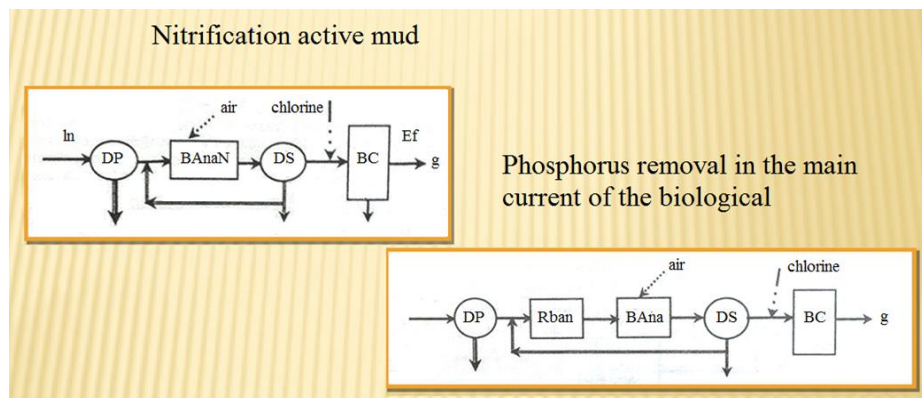 Nitrification active mud
air
chlorine
In
Ef
DP
BAnaN
DS
BC
g
Phosphorus removal in the main
current of the biological
air
chlorine
DP
Rban
BAna
DS
BC
g